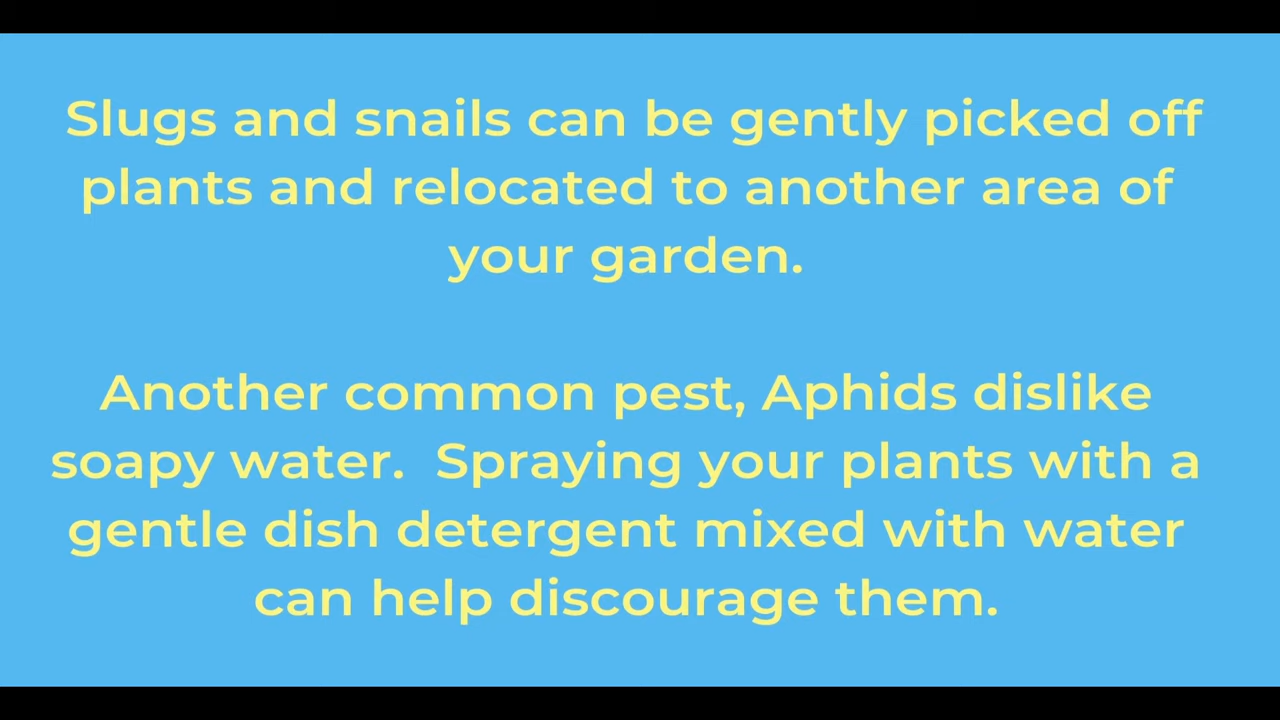 Slugs and snails can be gently picked off
plants and relocated to another area of
your garden.
Another common pest, Aphids dislike
soapy water.  Spraying your plants with a
gentle dish detergent mixed with water
can help discourage them.